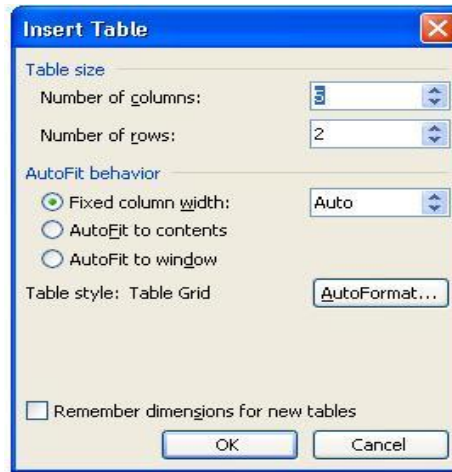 Insert Table
Table size
Number of columns: 5
Number of rows: 2
AutoFit behavior
Fixed column width: Auto
AutoFit to contents
AutoFit to window
Table style: Table Grid AutoFormat...
Remember dimensions for new tables
OK Cancel